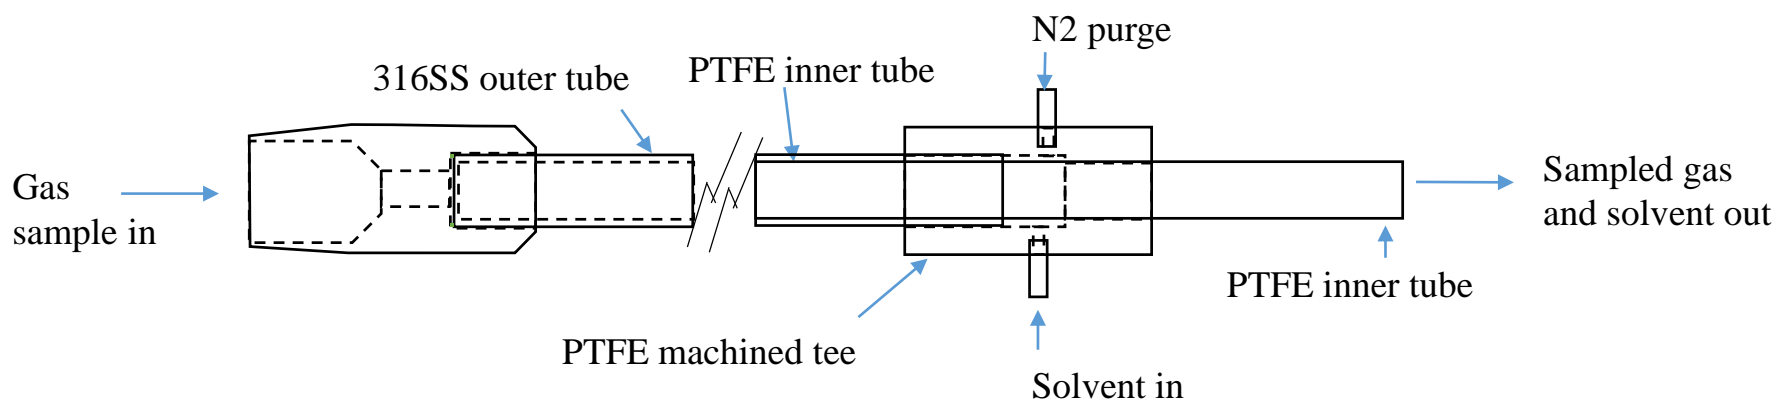 N2 purge
316SS outer tube
PTFE inner tube
Gas
sample in
Sampled gas
and solvent out
PTFE inner tube
PTFE machined tee
Solvent in